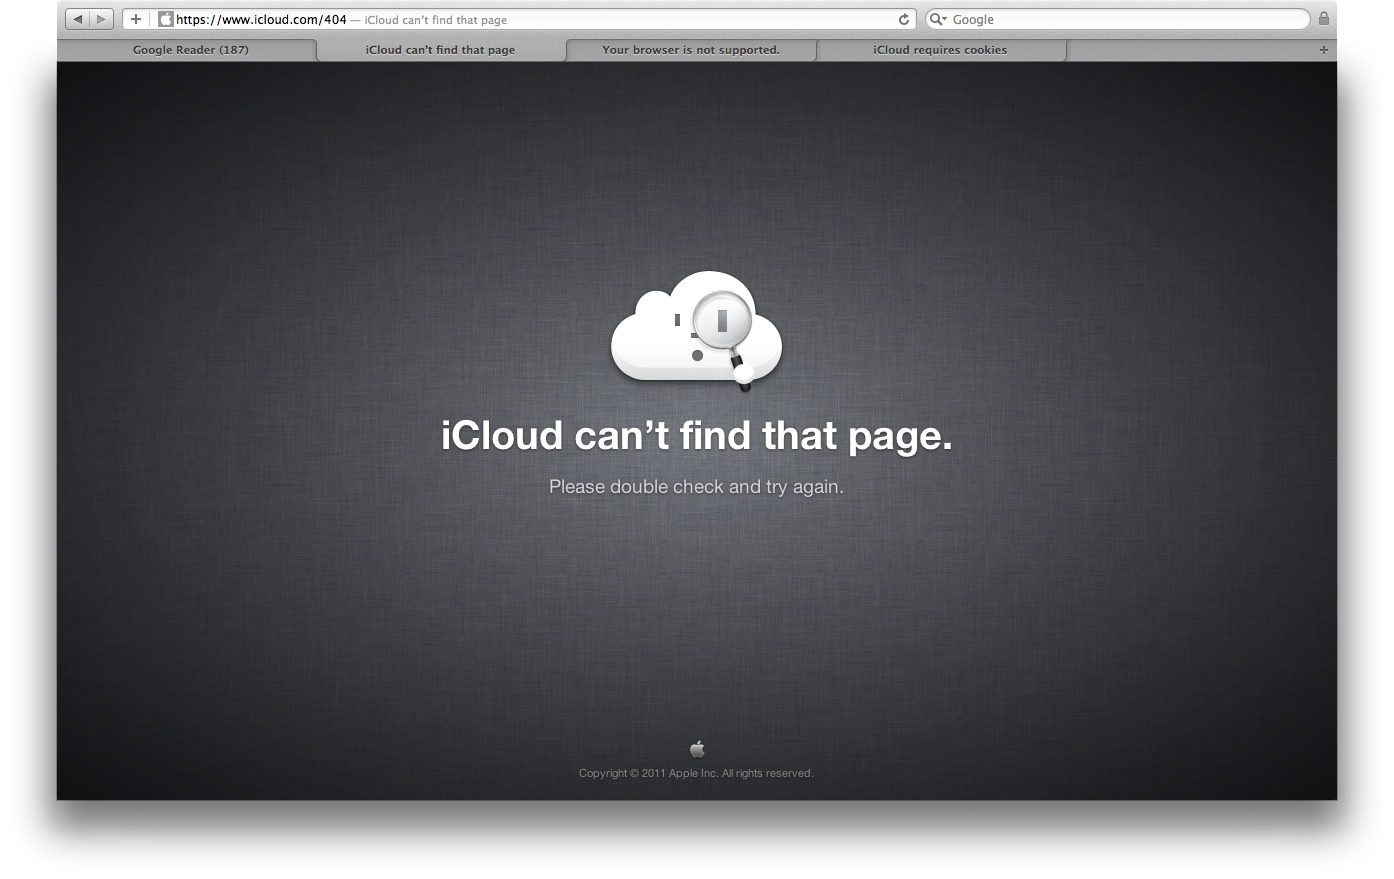 https://www.icloud.com/404 — iCloud can’t find that page
Google
Google Reader (187)
iCloud can’t find that page
Your browser is not supported.
iCloud requires cookies
iCloud can’t find that page.
Please double check and try again.
Copyright © 2011 Apple Inc. All rights reserved.